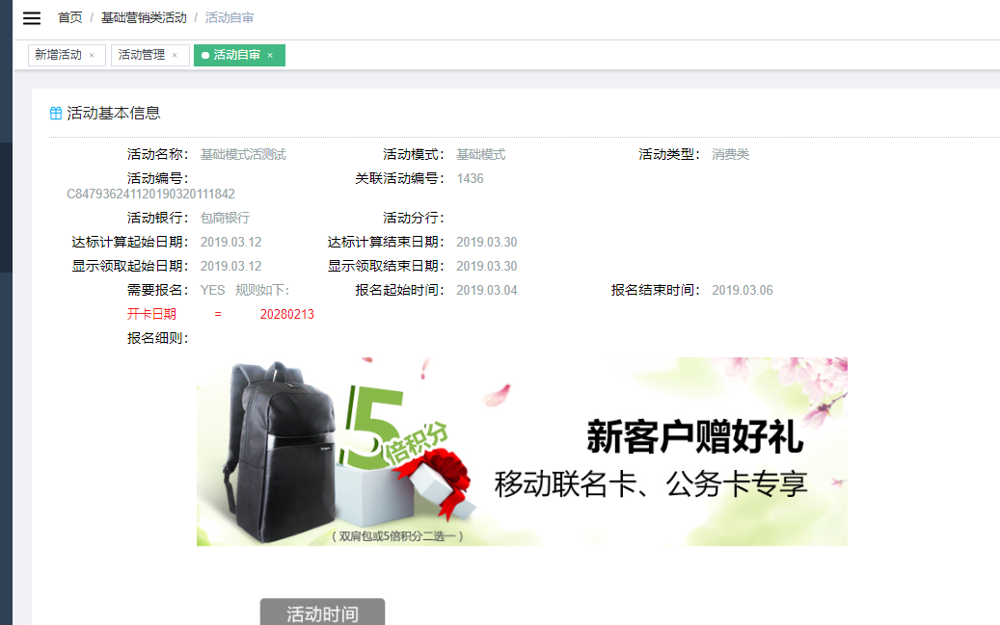 首页 / 基础营销类活动 / 活动自审
新增活动 × 活动管理 × 活动自审 ×
活动基本信息
活动名称: 基础模式活测试 活动模式: 基础模式 活动类型: 消费类
活动编号: 关联活动编号: 1436
C847936241120190320111842
活动银行: 包商银行 活动分行:
达标计算起始日期: 2019.03.12 达标计算结束日期: 2019.03.30
显示领取起始日期: 2019.03.12 显示领取结束日期: 2019.03.30
需要报名: YES 规则如下: 报名起始时间: 2019.03.04 报名结束时间: 2019.03.06
开卡日期 = 20280213
报名细则:
5
倍积分
新客户赠好礼
移动联名卡、公务卡专享
(双肩包或5倍积分二选一)
活动时间